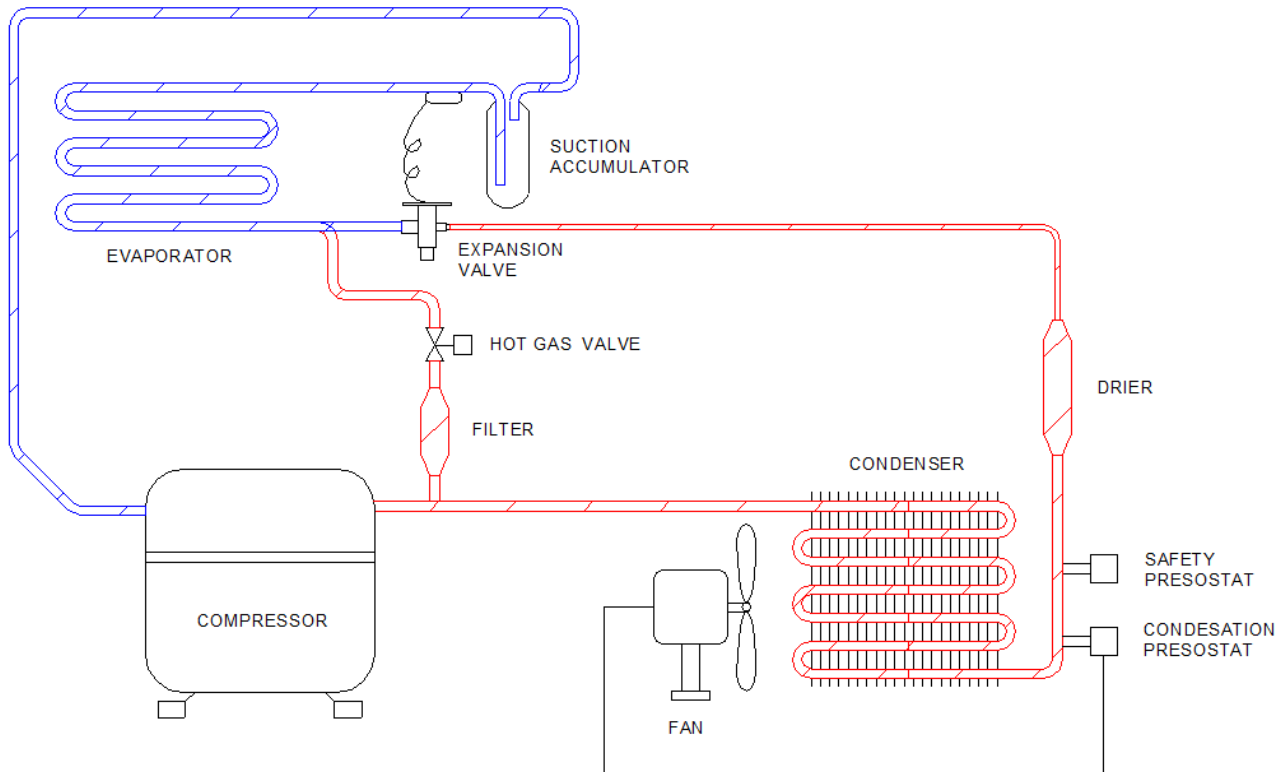 SUCTION
ACCUMULATOR
EVAPORATOR
EXPANSION
VALVE
HOT GAS VALVE
DRIER
FILTER
CONDENSER
SAFETY
PRESOSTAT
COMPRESSOR
CONDESATION
PRESOSTAT
FAN